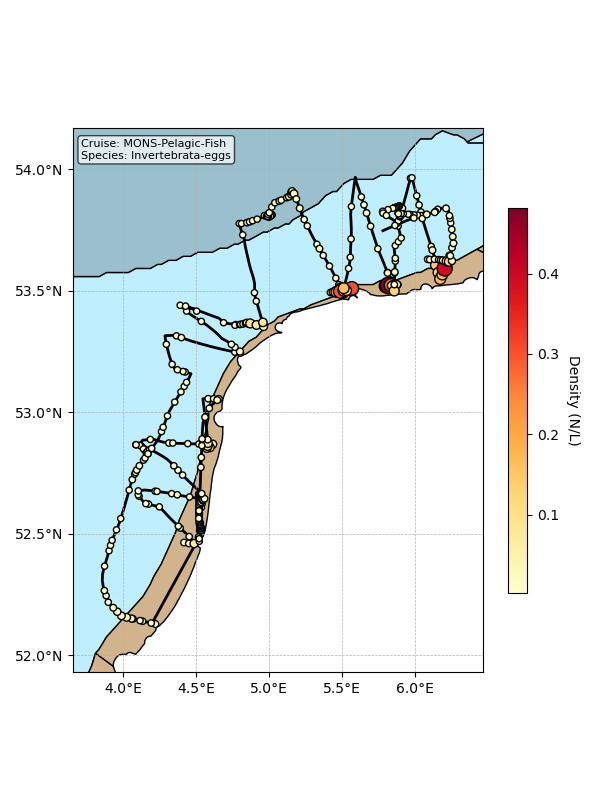 Cruise: MONS-Pelagic-Fish
Species: Invertebrata-eggs
54.0°N
53.5°N
53.0°N
52.5°N
52.0°N
4.0°E
4.5°E
5.0°E
5.5°E
6.0°E
0.4
0.3
0.2
0.1
Density (N/L)